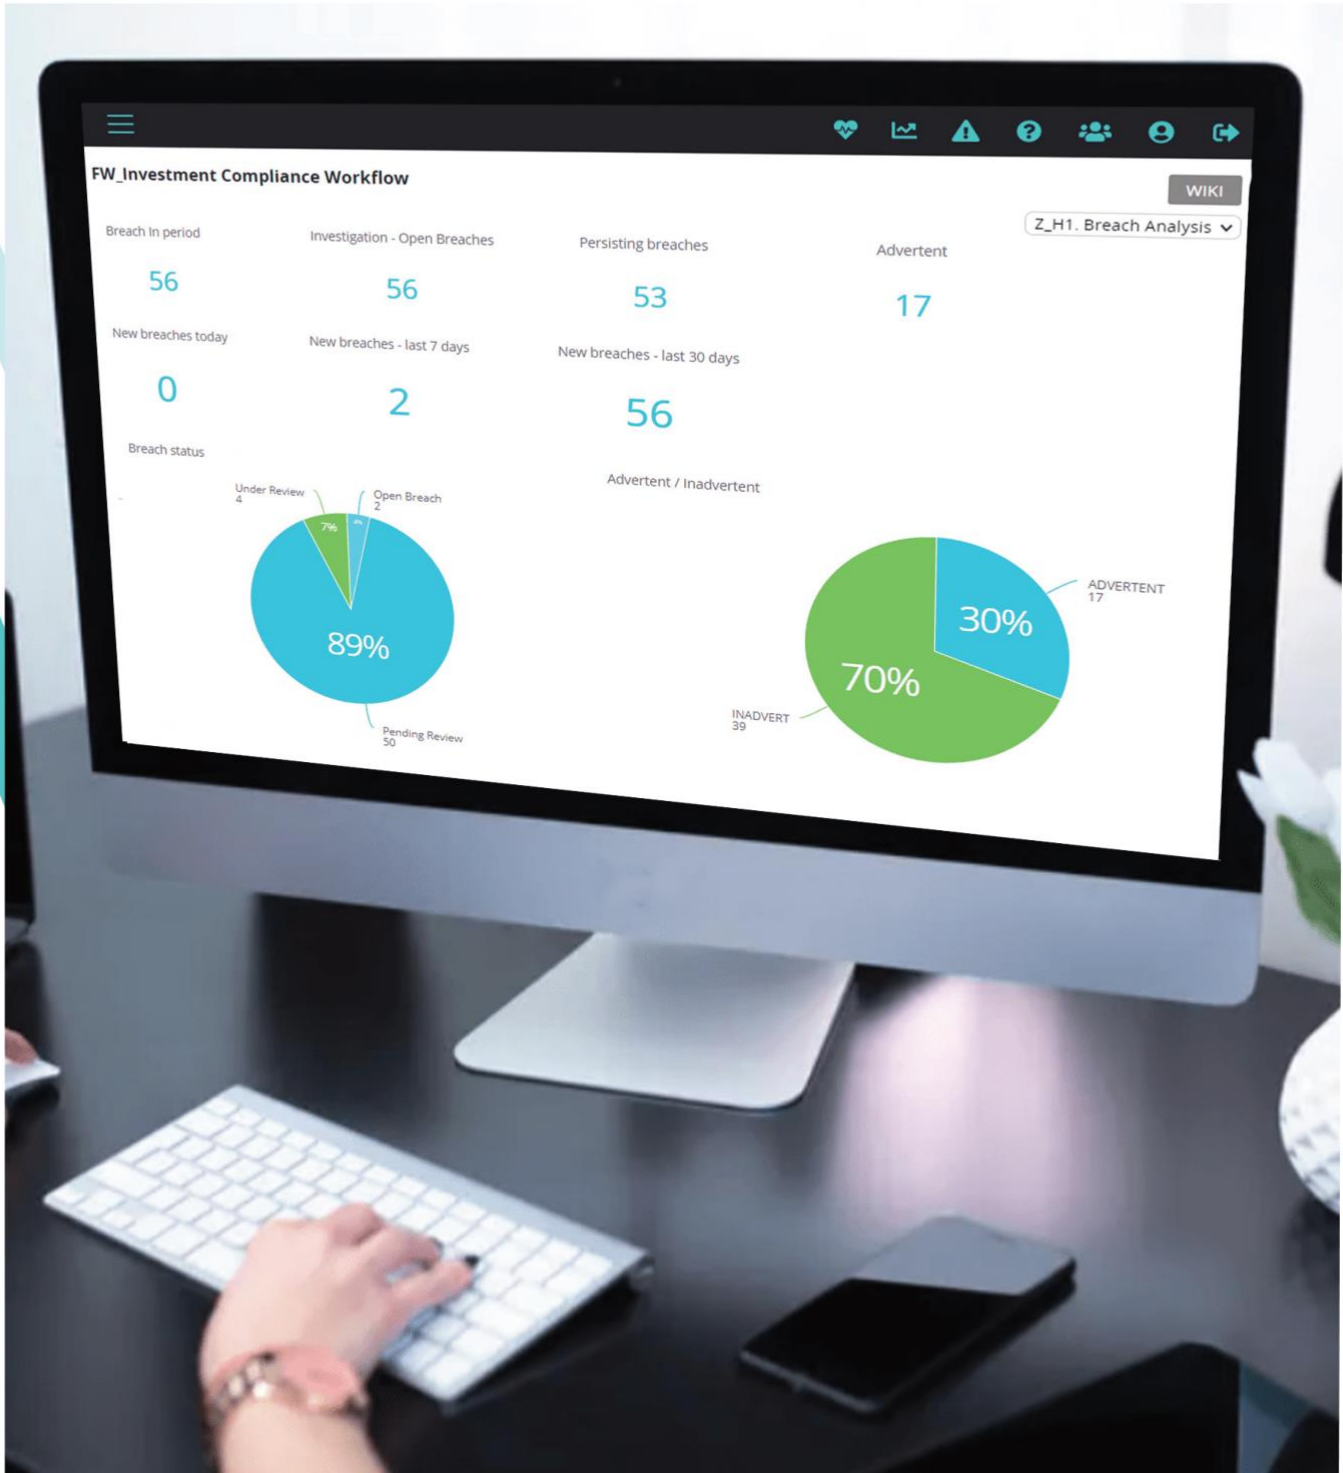 FW_Investment Compliance Workflow
WIKI
Z_H1. Breach Analysis
Breach In period
Investigation - Open Breaches
Persisting breaches
Advertent
56
56
53
17
New breaches today
New breaches - last 7 days
New breaches - last 30 days
0
2
56
Breach status
Advertent / Inadvertent
Under Review
4
Open Breach
2
7%
89%
Pending Review
50
ADVERTENT
17
30%
70%
INADVERT
39